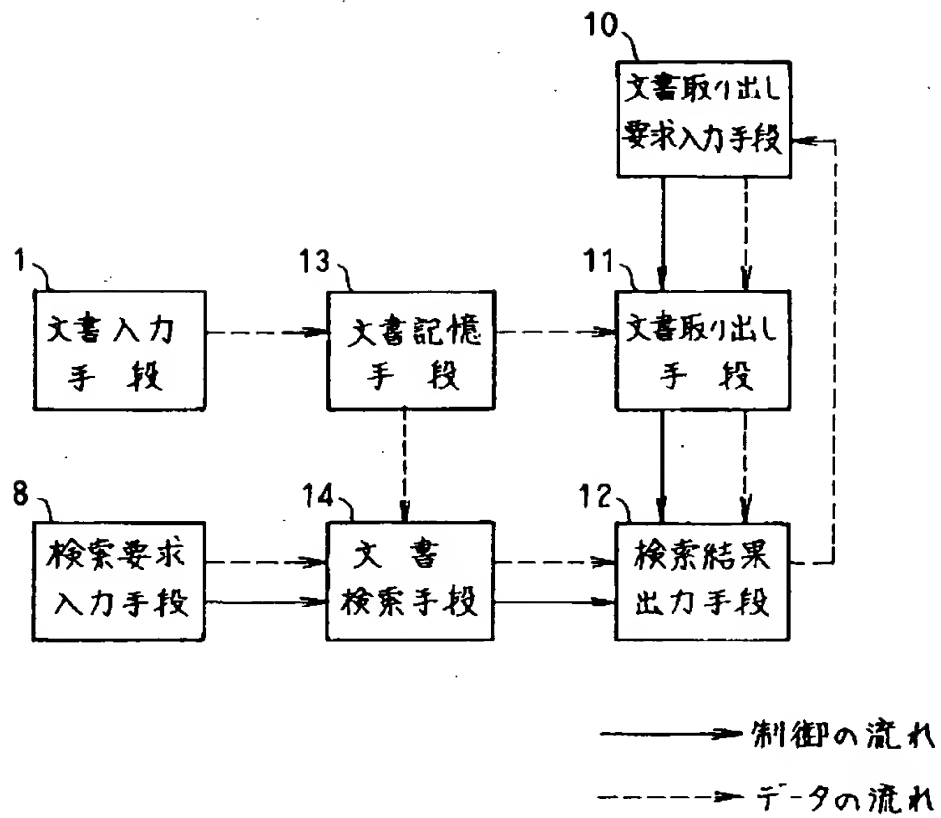 10
文書取り出し
要求入力手段
1
文書入力
手段
13
文書記憶
手段
11
文書取り出し
手段
8
検索要求
入力手段
14
文書
検索手段
12
検索結果
出力手段
制御の流れ
データの流れ